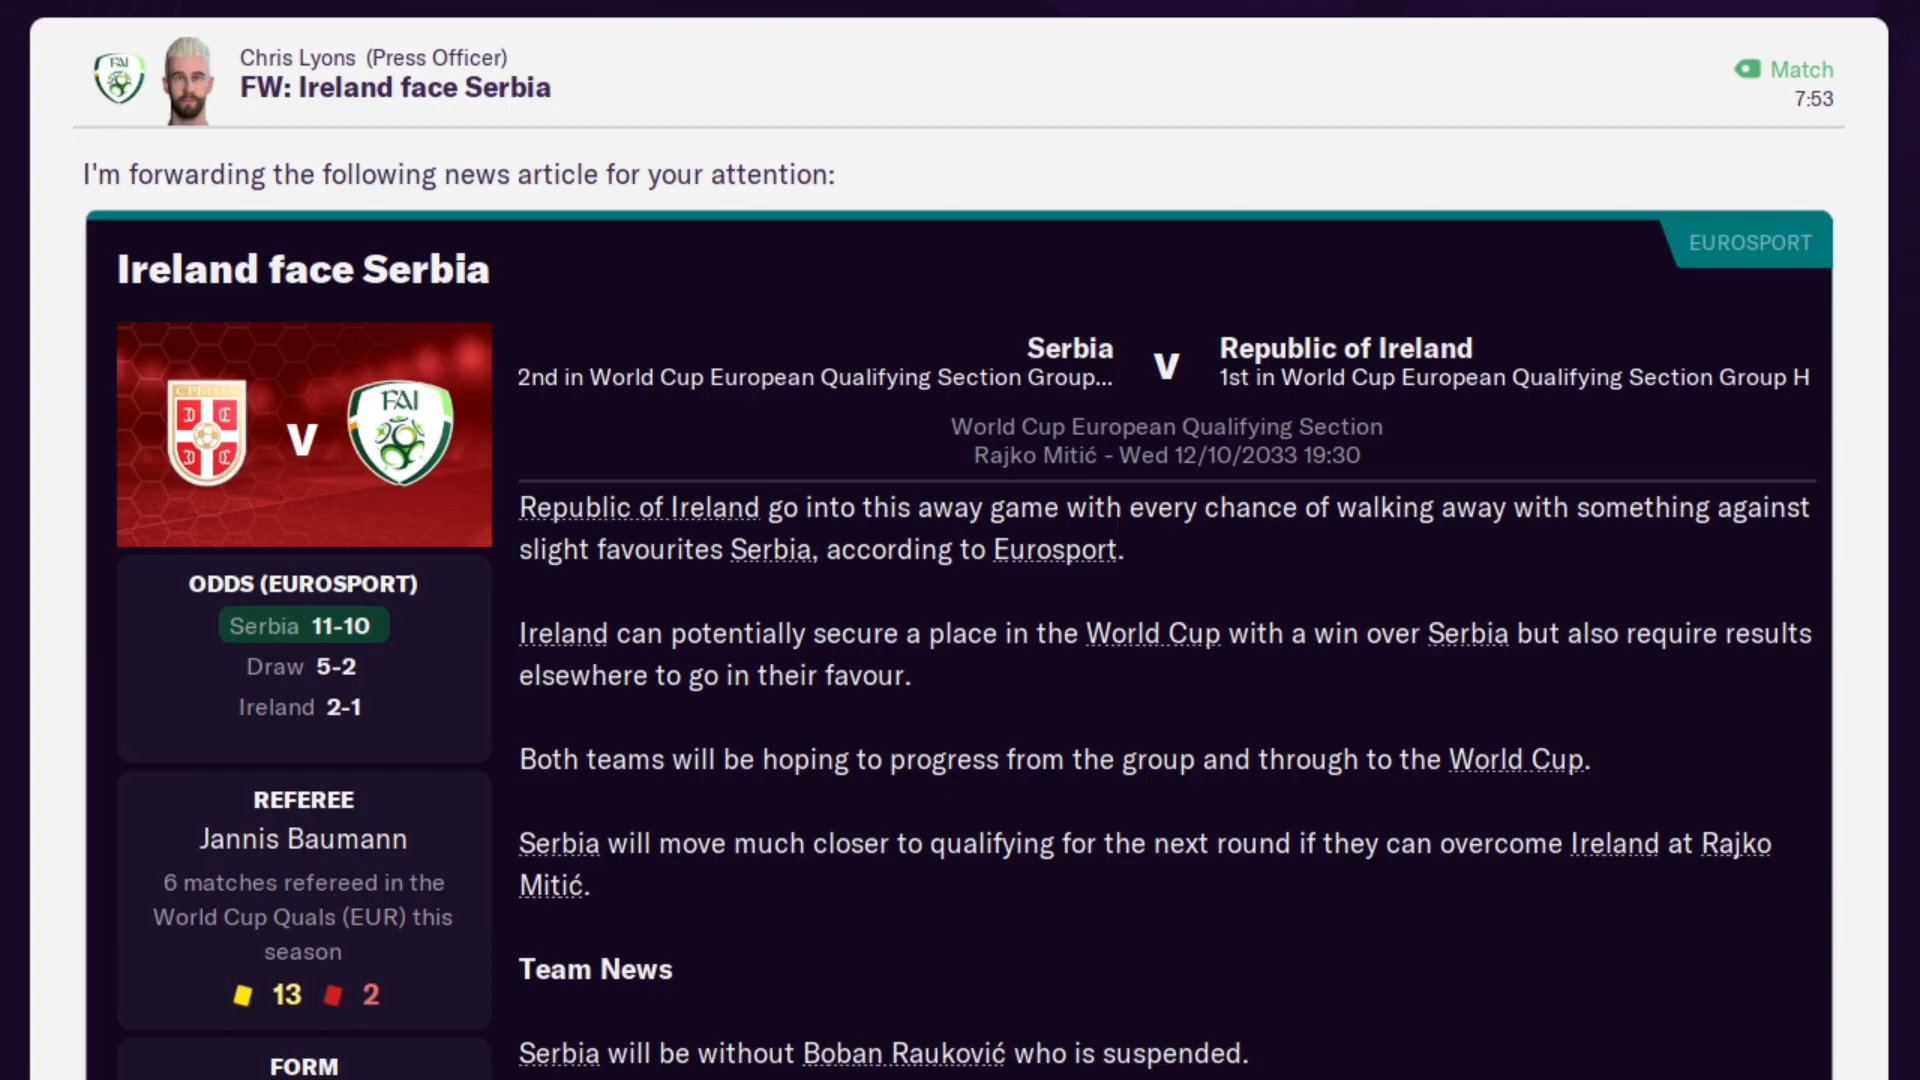 Chris Lyons (Press Officer)
FW: Ireland face Serbia
Match
7:53
I'm forwarding the following news article for your attention:
EUROSPORT
Ireland face Serbia
FAI
V
FAI
Serbia
2nd in World Cup European Qualifying Section Group...
V
Republic of Ireland
1st in World Cup European Qualifying Section Group H
World Cup European Qualifying Section
Rajko Mitić - Wed 12/10/2033 19:30
Republic of Ireland go into this away game with every chance of walking away with something against
slight favourites Serbia, according to Eurosport.
Ireland can potentially secure a place in the World Cup with a win over Serbia but also require results
elsewhere to go in their favour.
Both teams will be hoping to progress from the group and through to the World Cup.
Serbia will move much closer to qualifying for the next round if they can overcome Ireland at Rajko
Mitić.
Team News
Serbia will be without Boban Rauković who is suspended.
ODDS (EUROSPORT)
Serbia 11-10
Draw 5-2
Ireland 2-1
REFEREE
Jannis Baumann
6 matches refereed in the
World Cup Quals (EUR) this
season
13 2
FORM